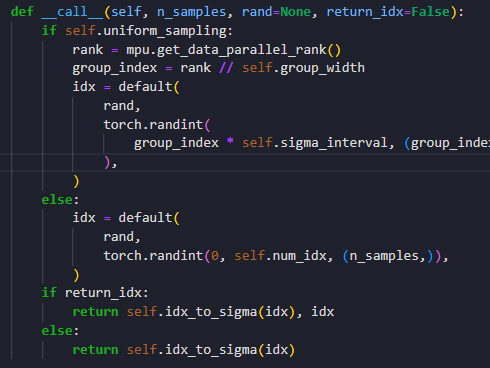 def __call__(self, n_samples, rand=None, return_idx=False):
if self.uniform_sampling:
rank = mpu.get_data_parallel_rank()
group_index = rank // self.group_width
idx = default(
rand,
torch.randint(
group_index * self.sigma_interval, (group_index
),
)
else:
idx = default(
rand,
torch.randint(0, self.num_idx, (n_samples,)),
)
if return_idx:
return self.idx_to_sigma(idx), idx
else:
return self.idx_to_sigma(idx)